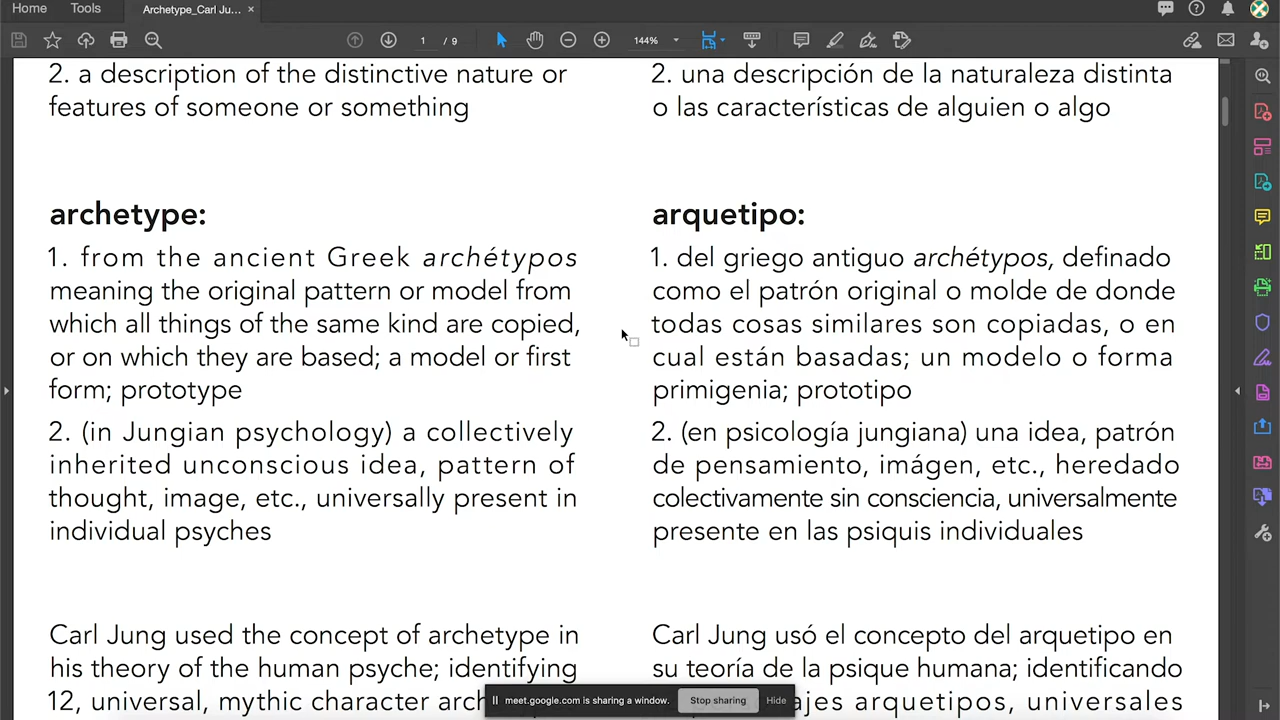 Home Tools Archetype_Carl Ju... ×
1 / 9 144%
2. a description of the distinctive nature or
features of someone or something
archetype:
1. from the ancient Greek archétypos
meaning the original pattern or model from
which all things of the same kind are copied,
or on which they are based; a model or first
form; prototype
2. (in Jungian psychology) a collectively
inherited unconscious idea, pattern of
thought, image, etc., universally present in
individual psyches
Carl Jung used the concept of archetype in
his theory of the human psyche; identifying
12, universal, mythic character
2. una descripción de la naturaleza distinta
o las características de alguien o algo
arquetipo:
1. del griego antiguo archétypos, definado
como el patrón original o molde de donde
todas cosas similares son copiadas, o en
cual están basadas; un modelo o forma
primigenia; prototipo
2. (en psicología jungiana) una idea, patrón
de pensamiento, imágen, etc., heredado
colectivamente sin consciencia, universalmente
presente en las psiquis individuales
Carl Jung usó el concepto del arquetipo en
su teoría de la psique humana; identificando
arquetipos, universales
meet.google.com is sharing a window. Stop sharing Hide